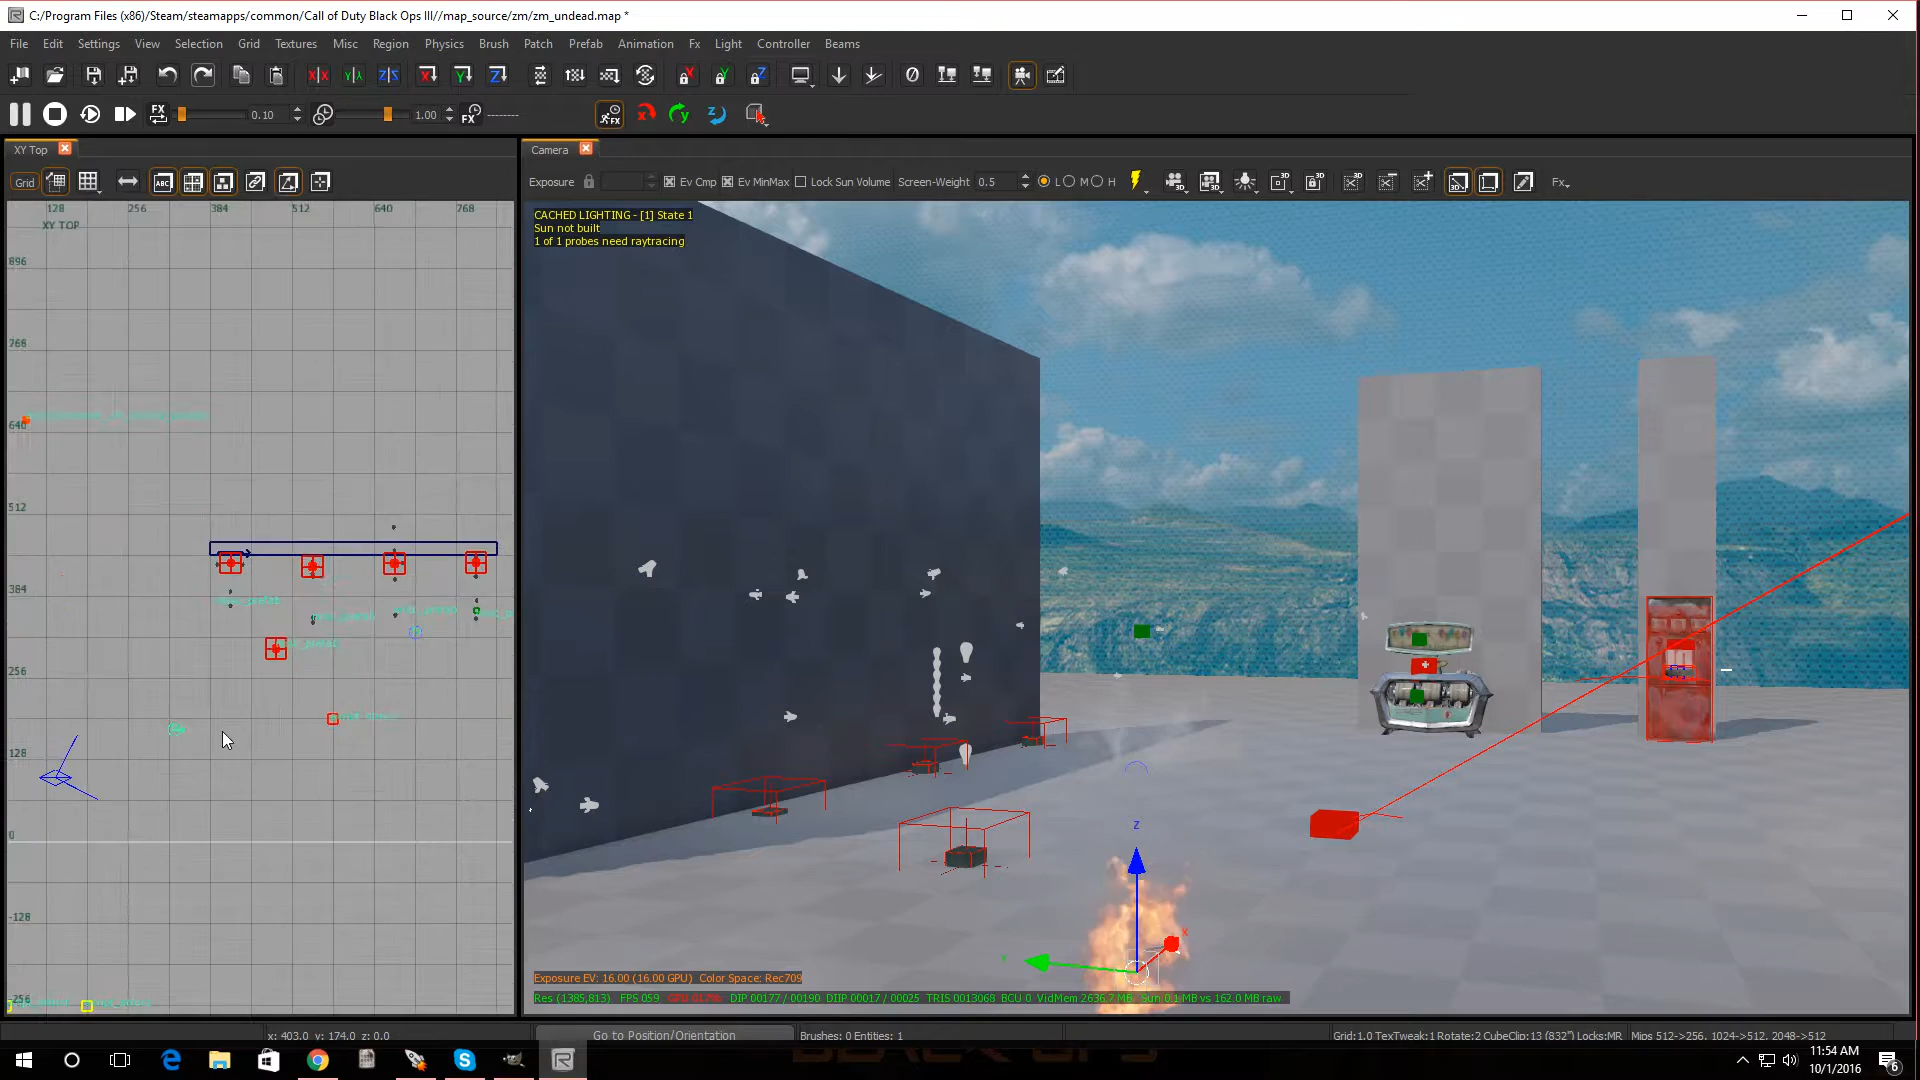 C:/Program Files (x86)/Steam/steamapps/common/Call of Duty Black Ops III//map_source/zm/zm_undead.map *
File Edit Settings View Selection Grid Textures Misc Region Physics Brush Patch Prefab Animation Fx Light Controller Beams
FX 0.10 1.00 FX --------
XY Top Camera
Grid ABC
Exposure Ev Cmp Ev MinMax Lock Sun Volume Screen-Weight 0.5 L M H Fx
128 256 384 512 640 768
XY TOP
CACHED LIGHTING - [1] State 1
Sun not built
1 of 1 probes need raytracing
896
768
640
512
384
256
128
Z
0
X
-128
-256
Exposure EV: 16.00 (16.00 GPU) Color Space: Rec709
Res (1385,813) FPS 059 DIP 00177 / 00190 DIIP 00017 / 00025 TRIS 0013068 BCU 0 VidMem 2636.7 MB Sun 0.1 MB vs 162.0 MB raw
x: 403.0 y: 174.0 z: 0.0 Go to Position/Orientation Brushes: 0 Entities: 1 Grid:1.0 TexTweak:1 Rotate:2 CubeClip:13 (832") Locks:MR Mips 512->256, 1024->512, 2048->512
11:54 AM
10/1/2016
6